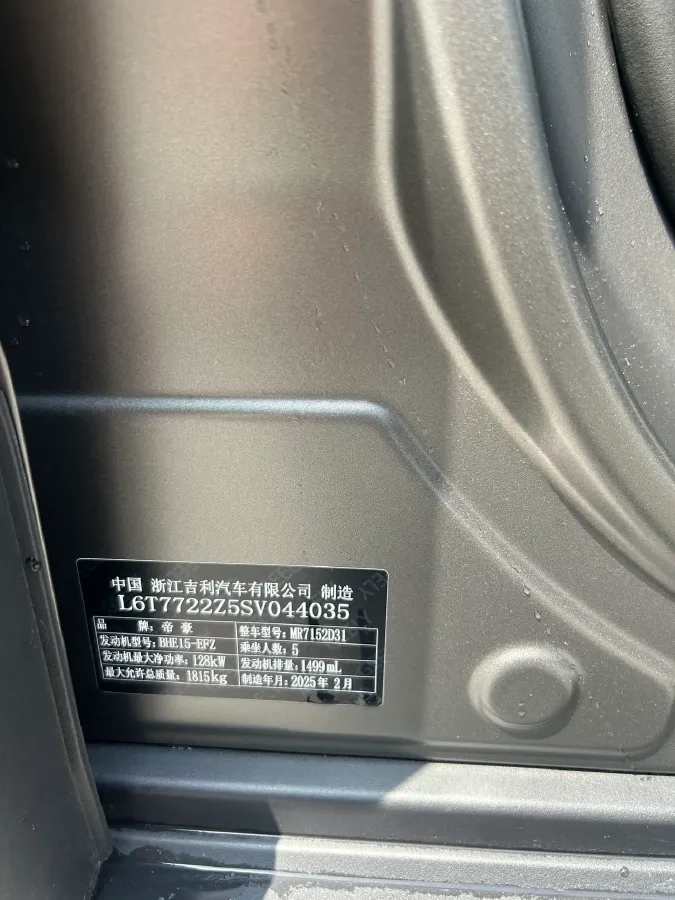 中国 浙江吉利汽车有限公司 制造
L6T7722Z5SV044035
品 牌: 帝豪 整车型号: MR7152D31
发动机型号: BHE15-EFZ 乘坐人数: 5
发动机最大净功率: 128kW 发动机排量: 1499mL
最大允许总质量: 1815kg 制造年月: 2025年 2月